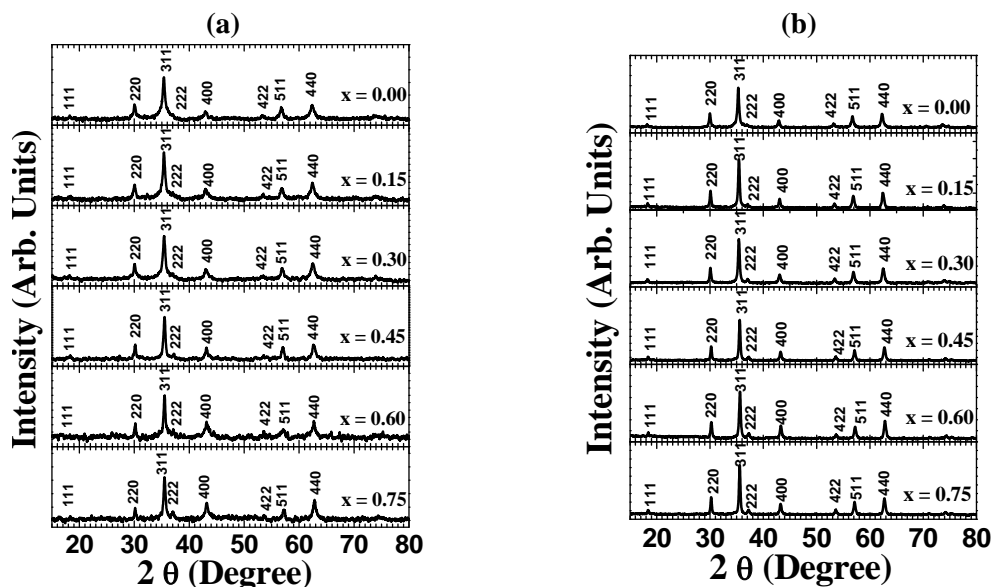 (a)
Intensity (Arb. Units)
111 220 311 222 400 422 511 440 x = 0.00
111 220 311 222 400 422 511 440 x = 0.15
111 220 311 222 400 422 511 440 x = 0.30
111 220 311 222 400 422 511 440 x = 0.45
111 220 311 222 400 422 511 440 x = 0.60
111 220 311 222 400 422 511 440 x = 0.75
20 30 40 50 60 70 80
2 θ (Degree)
(b)
Intensity (Arb. Units)
111 220 311 222 400 422 511 440 x = 0.00
111 220 311 222 400 422 511 440 x = 0.15
111 220 311 222 400 422 511 440 x = 0.30
111 220 311 222 400 422 511 440 x = 0.45
111 220 311 222 400 422 511 440 x = 0.60
111 220 311 222 400 422 511 440 x = 0.75
20 30 40 50 60 70 80
2 θ (Degree)